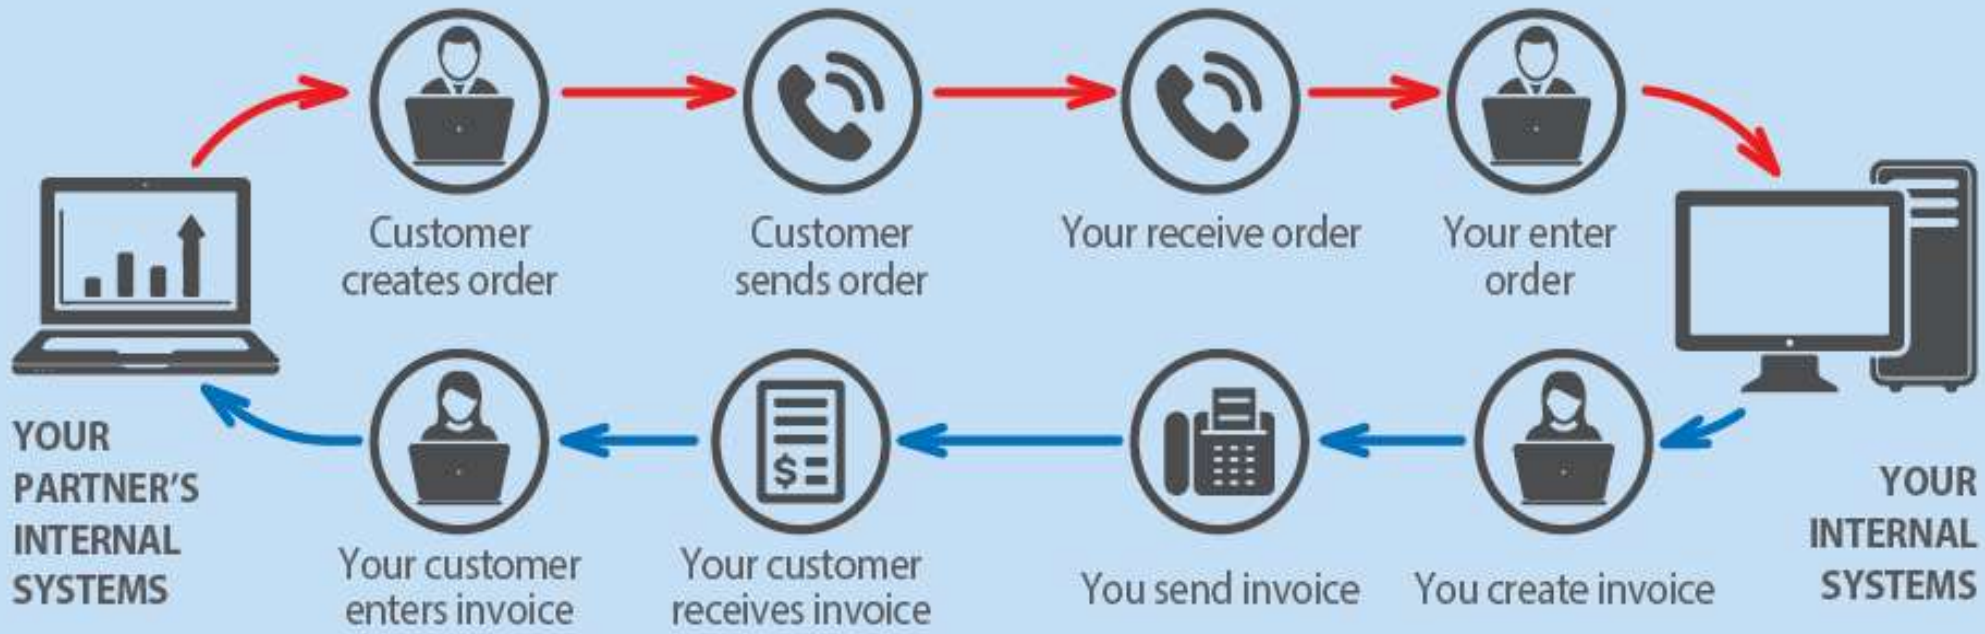 Customer
creates order
Customer
sends order
Your receive order
Your enter
order
YOUR
PARTNER'S
INTERNAL
SYSTEMS
Your customer
enters invoice
$
Your customer
receives invoice
You send invoice
You create invoice
YOUR
INTERNAL
SYSTEMS